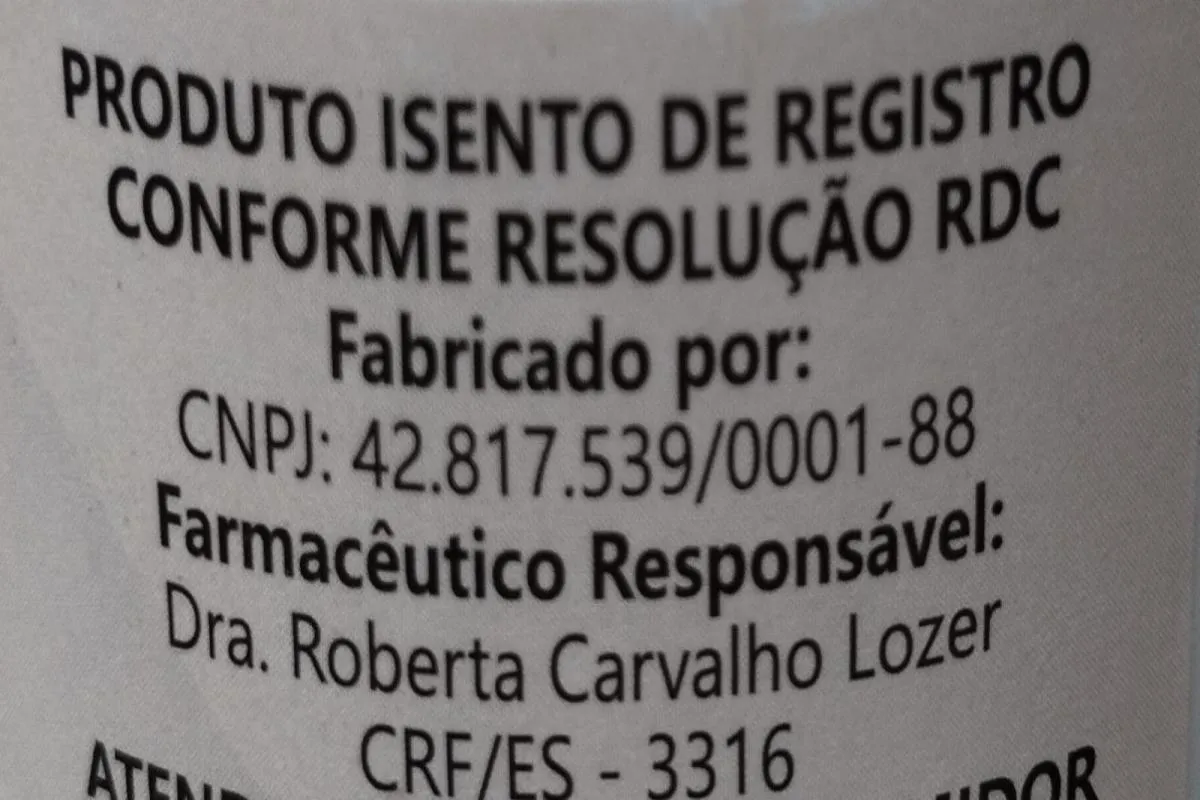 PRODUTO ISENTO DE REGISTRO
CONFORME RESOLUÇÃO RDC
Fabricado por:
CNPJ: 42.817.539/0001-88
Farmacêutico Responsável:
Dra. Roberta Carvalho Lozer
CRF/ES - 3316